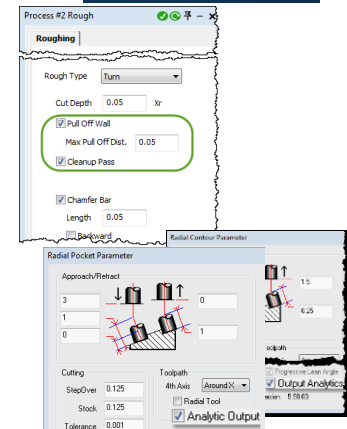 Process #2 Rough
Roughing
Rough Type Turn
Cut Depth 0.05 Xr
Pull Off Wall
Max Pull Off Dist. 0.05
Cleanup Pass
Chamfer Bar
Length 0.05
Backward
Radial Contour Parameter
1.5
0.25
Progressive Lean Angle
Output Analytics
Radial Pocket Parameter
Approach/Retract
3
0
1
0
1
Cutting
StepOver 0.125
Stock 0.125
Tolerance 0.001
Toolpath
4th Axis Around X
Radial Tool
Analytic Output